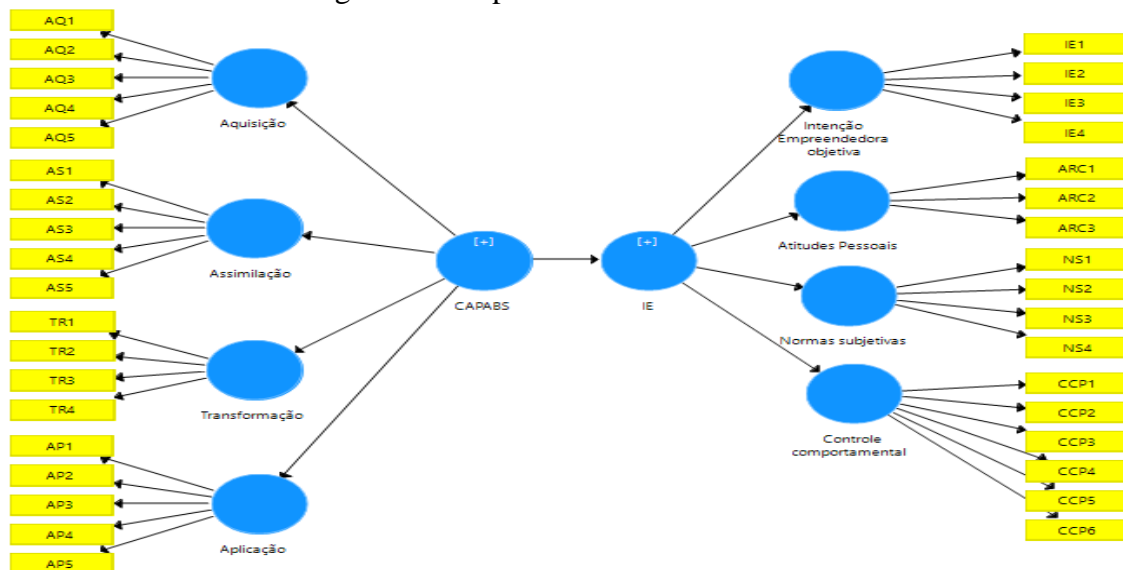 AQ1
AQ2
AQ3
AQ4
AQ5
Aquisição
AS1
AS2
AS3
AS4
AS5
Assimilação
TR1
TR2
TR3
TR4
Transformação
AP1
AP2
AP3
AP4
AP5
Aplicação
[+]
CAPABS
[+]
IE
Intenção
Empreendedora
objetiva
IE1
IE2
IE3
IE4
Atitudes Pessoais
ARC1
ARC2
ARC3
Normas subjetivas
NS1
NS2
NS3
NS4
Controle
comportamental
CCP1
CCP2
CCP3
CCP4
CCP5
CCP6